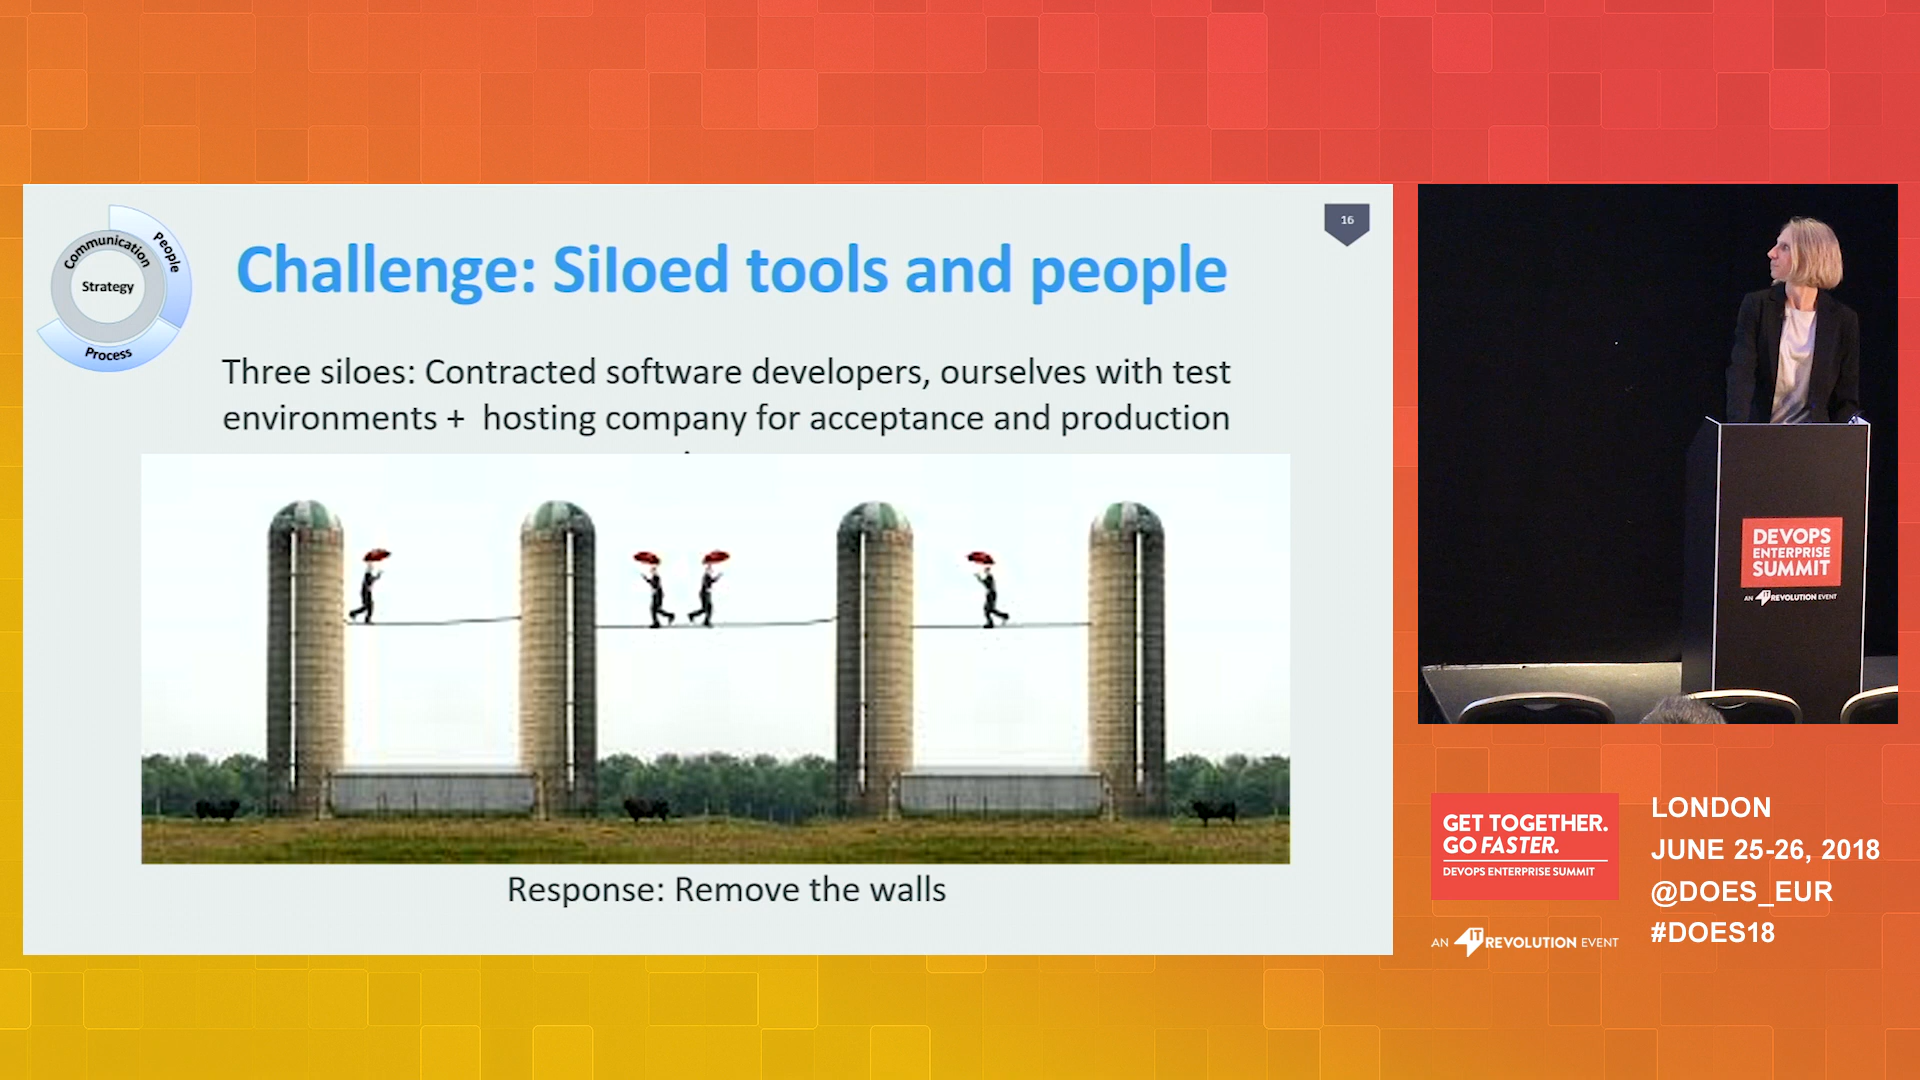 Communication
People
Strategy
Process
16
Challenge: Siloed tools and people
Three siloes: Contracted software developers, ourselves with test
environments +  hosting company for acceptance and production
Response: Remove the walls
DEVOPS
ENTERPRISE
SUMMIT
AN IT REVOLUTION EVENT
GET TOGETHER.
GO FASTER.
DEVOPS ENTERPRISE SUMMIT
AN IT REVOLUTION EVENT
LONDON
JUNE 25-26, 2018
@DOES_EUR
#DOES18